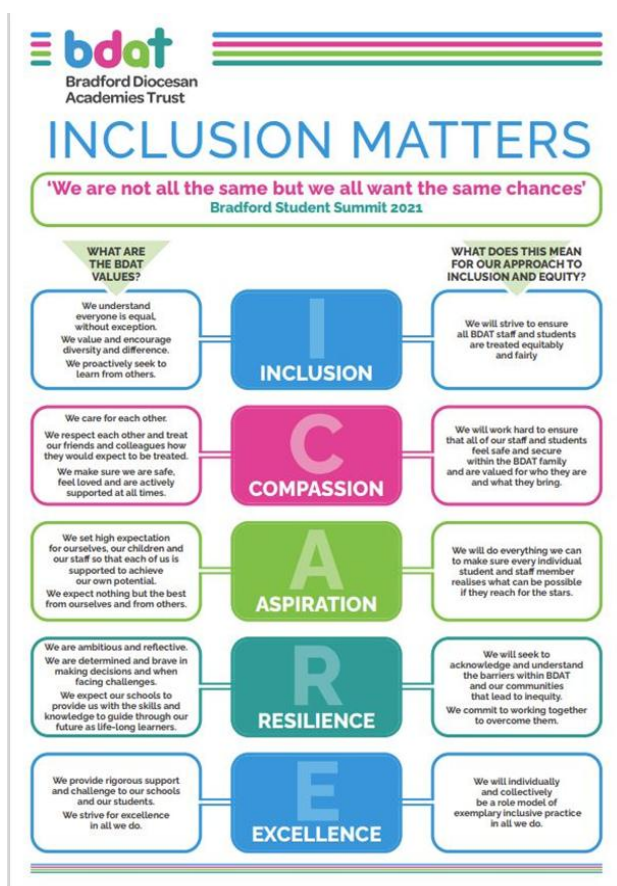 bdat
Bradford Diocesan
Academies Trust
INCLUSION MATTERS
'We are not all the same but we all want the same chances'
Bradford Student Summit 2021
WHAT ARE
THE BDAT
VALUES?
WHAT DOES THIS MEAN
FOR OUR APPROACH TO
INCLUSION AND EQUITY?
We understand
everyone is equal,
without exception.
We value and encourage
diversity and difference.
We proactively seek to
learn from others.
I
INCLUSION
We will strive to ensure
all BDAT staff and students
are treated equitably
and fairly
We care for each other.
We respect each other and treat
our friends and colleagues how
they would expect to be treated.
We make sure we are safe,
feel loved and are actively
supported at all times.
C
COMPASSION
We will work hard to ensure
that all of our staff and students
feel safe and secure
within the BDAT family
and are valued for who they are
and what they bring.
We set high expectation
for ourselves, our children and
our staff so that each of us is
supported to achieve
our own potential.
We expect nothing but the best
from ourselves and from others.
A
ASPIRATION
We will do everything we can
to make sure every individual
student and staff member
realises what can be possible
if they reach for the stars.
We are ambitious and reflective.
We are determined and brave in
making decisions and when
facing challenges.
We expect our schools to
provide us with the skills and
knowledge to guide through our
future as life-long learners.
R
RESILIENCE
We will seek to
acknowledge and understand
the barriers within BDAT
and our communities
that lead to inequity.
We commit to working together
to overcome them.
We provide rigorous support
and challenge to our schools
and our students.
We strive for excellence
in all we do.
E
EXCELLENCE
We will individually
and collectively
be a role model of
exemplary inclusive practice
in all we do.